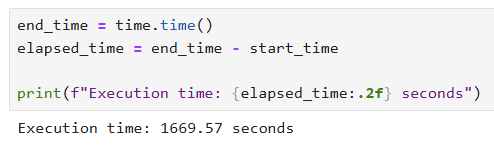 end_time = time.time()
elapsed_time = end_time - start_time
print(f"Execution time: {elapsed_time:.2f} seconds")
Execution time: 1669.57 seconds